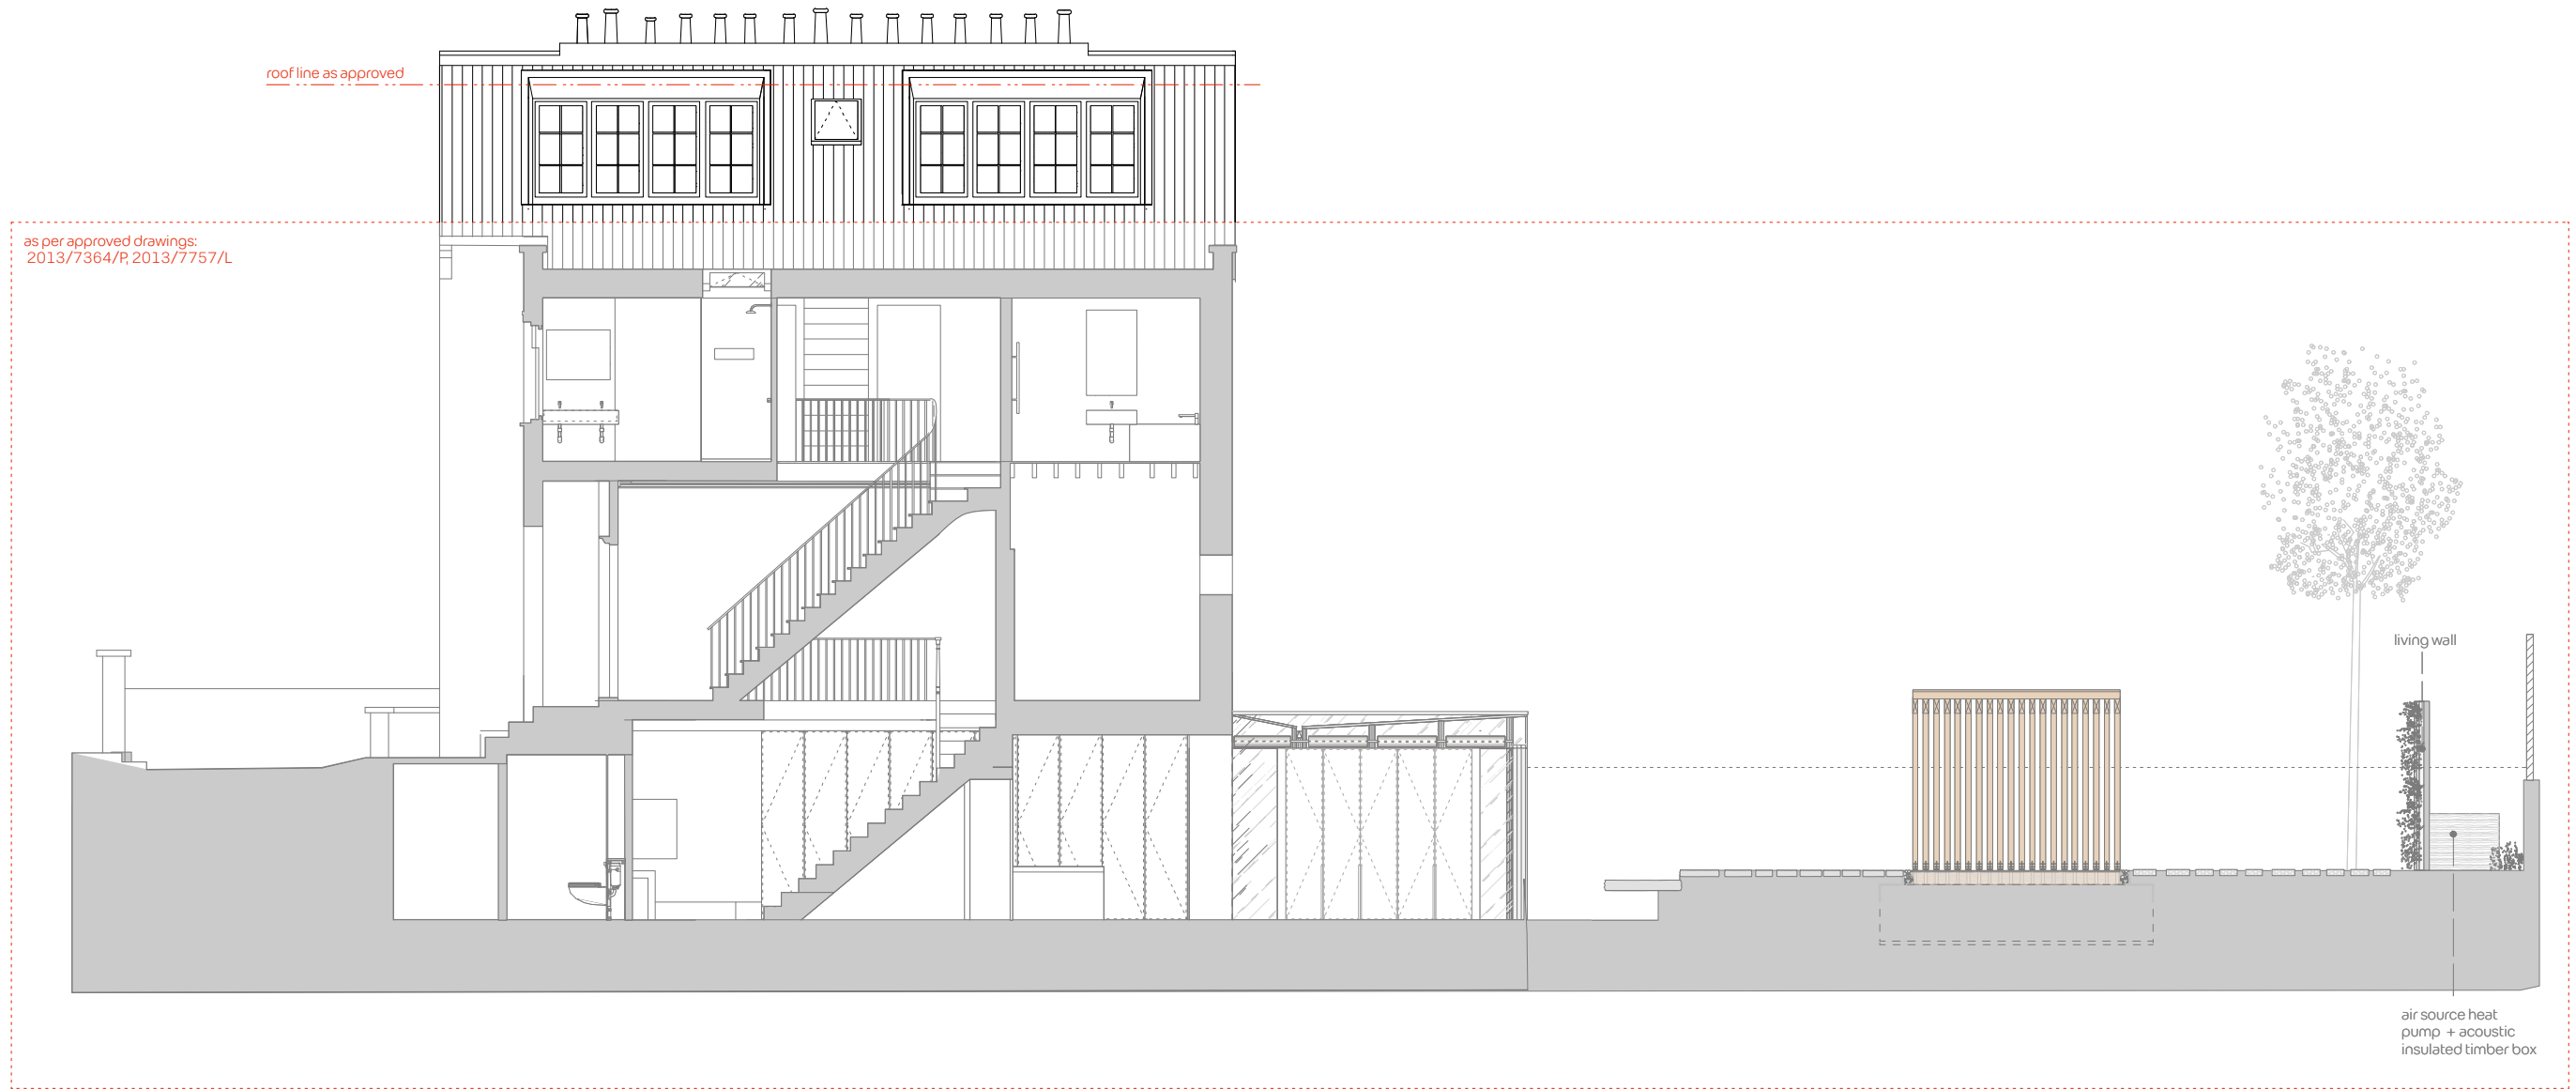 roof line as approved
as per approved drawings:
2013/7364/P, 2013/7757/L
living wall
air source heat
pump + acoustic
insulated timber box